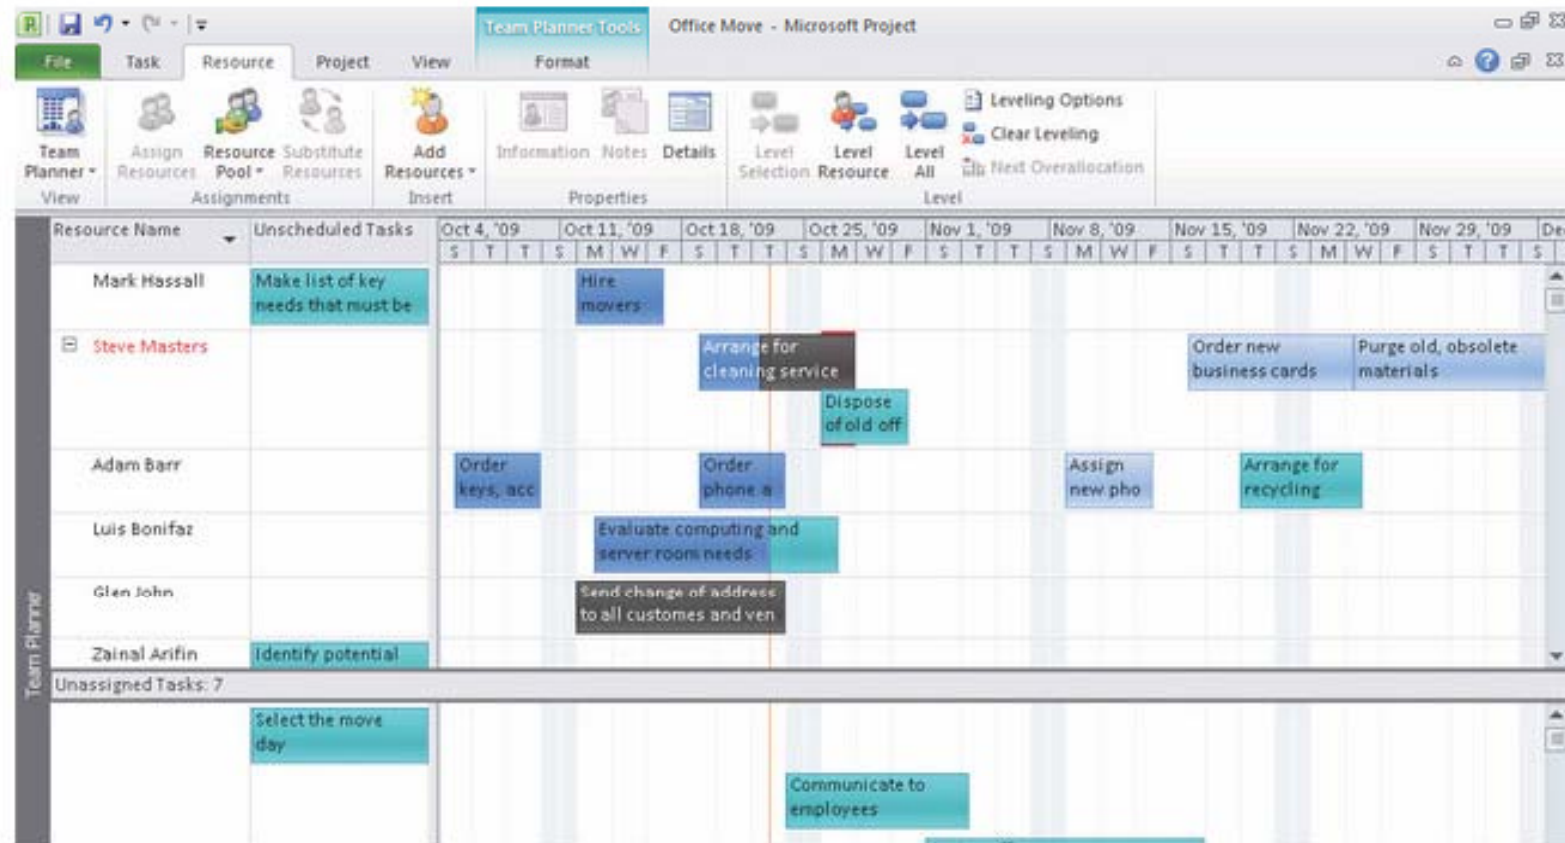 Team Planner Tools
Office Move - Microsoft Project
File Task Resource Project View Format
Team Planner
Assign Resources
Resource Pool
Substitute Resources
Add Resources
Information
Notes
Details
Level Selection
Level Resource
Level All
Leveling Options
Clear Leveling
Next Overallocation
View Assignments Insert Properties Level
Resource Name Unscheduled Tasks Oct 4, '09 Oct 11, '09 Oct 18, '09 Oct 25, '09 Nov 1, '09 Nov 8, '09 Nov 15, '09 Nov 22, '09 Nov 29, '09 De
S T T S M W F S T T S M W F S T T S M W F S T T S M W F S T T S
Mark Hassall
Make list of key
needs that must be
Hire
movers
Steve Masters
Arrange for
cleaning service
Dispose
of old off
Order new
business cards
Purge old, obsolete
materials
Adam Barr
Order
keys, acc
Order
phone a
Assign
new pho
Arrange for
recycling
Luis Bonifaz
Evaluate computing and
server room needs
Glen John
Send change of address
to all customes and ven
Zainal Arifin
Identify potential
Team Planner
Unassigned Tasks: 7
Select the move
day
Communicate to
employees